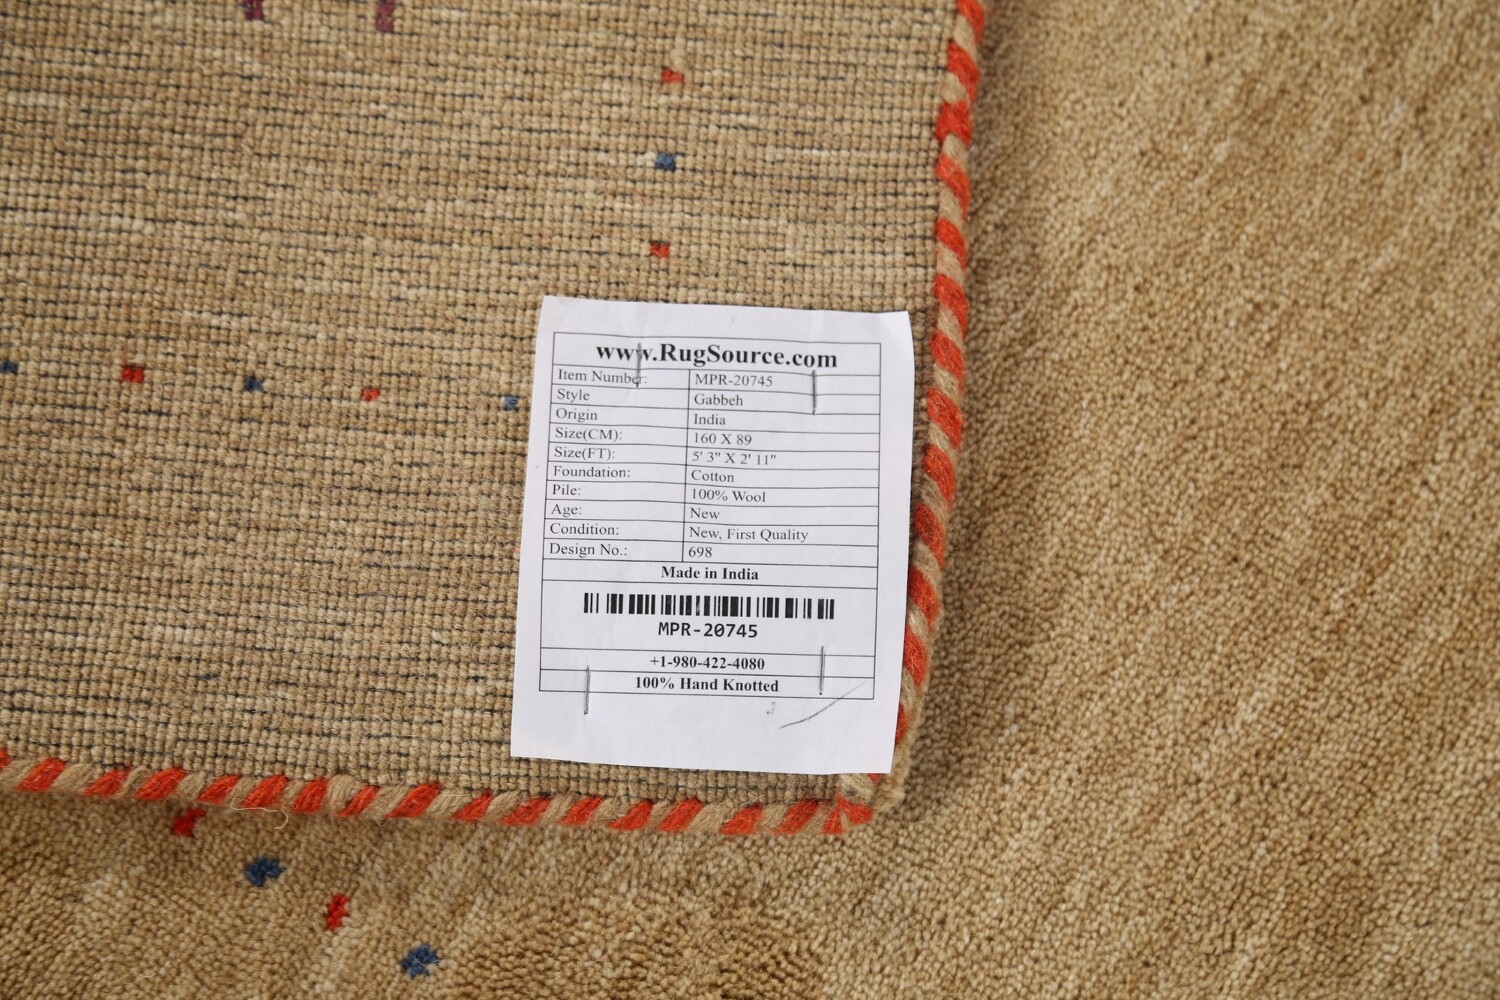 www.RugSource.com
Item Number: MPR-20745
Style Gabbeh
Origin India
Size(CM): 160 X 89
Size(FT): 5' 3" X 2' 11"
Foundation: Cotton
Pile: 100% Wool
Age: New
Condition: New, First Quality
Design No.: 698
Made in India
MPR-20745
+1-980-422-4080
100% Hand Knotted